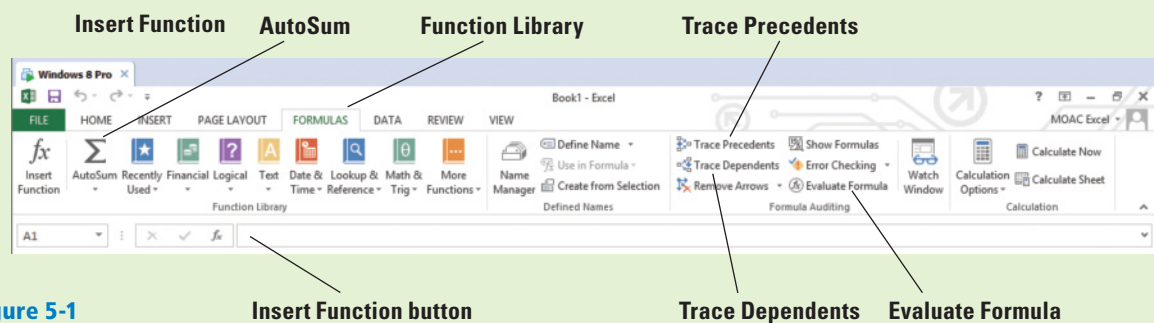 Insert Function AutoSum Function Library Trace Precedents
Windows 8 Pro
Book1 - Excel
FILE HOME INSERT PAGE LAYOUT FORMULAS DATA REVIEW VIEW MOAC Excel
fx Insert Function
Σ AutoSum
Recently Used
Financial
Logical
Text
Date & Time
Lookup & Reference
Math & Trig
More Functions
Function Library
Name Manager
Define Name
Use in Formula
Create from Selection
Defined Names
Trace Precedents
Trace Dependents
Remove Arrows
Show Formulas
Error Checking
Evaluate Formula
Watch Window
Formula Auditing
Calculation Options
Calculate Now
Calculate Sheet
Calculation
A1 fx
gure 5-1 Insert Function button Trace Dependents Evaluate Formula